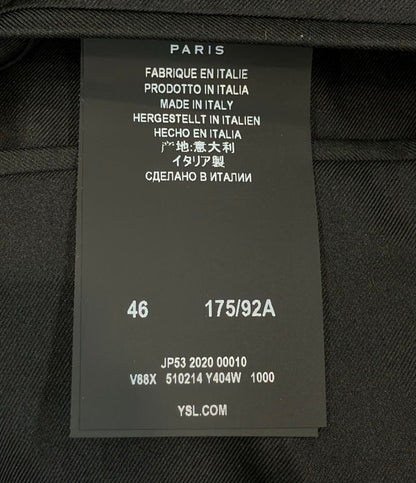 PARIS
FABRIQUE EN ITALIE
PRODOTTO IN ITALIA
MADE IN ITALY
HERGESTELLT IN ITALIEN
HECHO EN ITALIA
地:意大利
イタリア製
СДЕЛАНО В ИТАЛИИ
46 175/92A
JP53 2020 00010
V88X 510214 Y404W 1000
YSL.COM